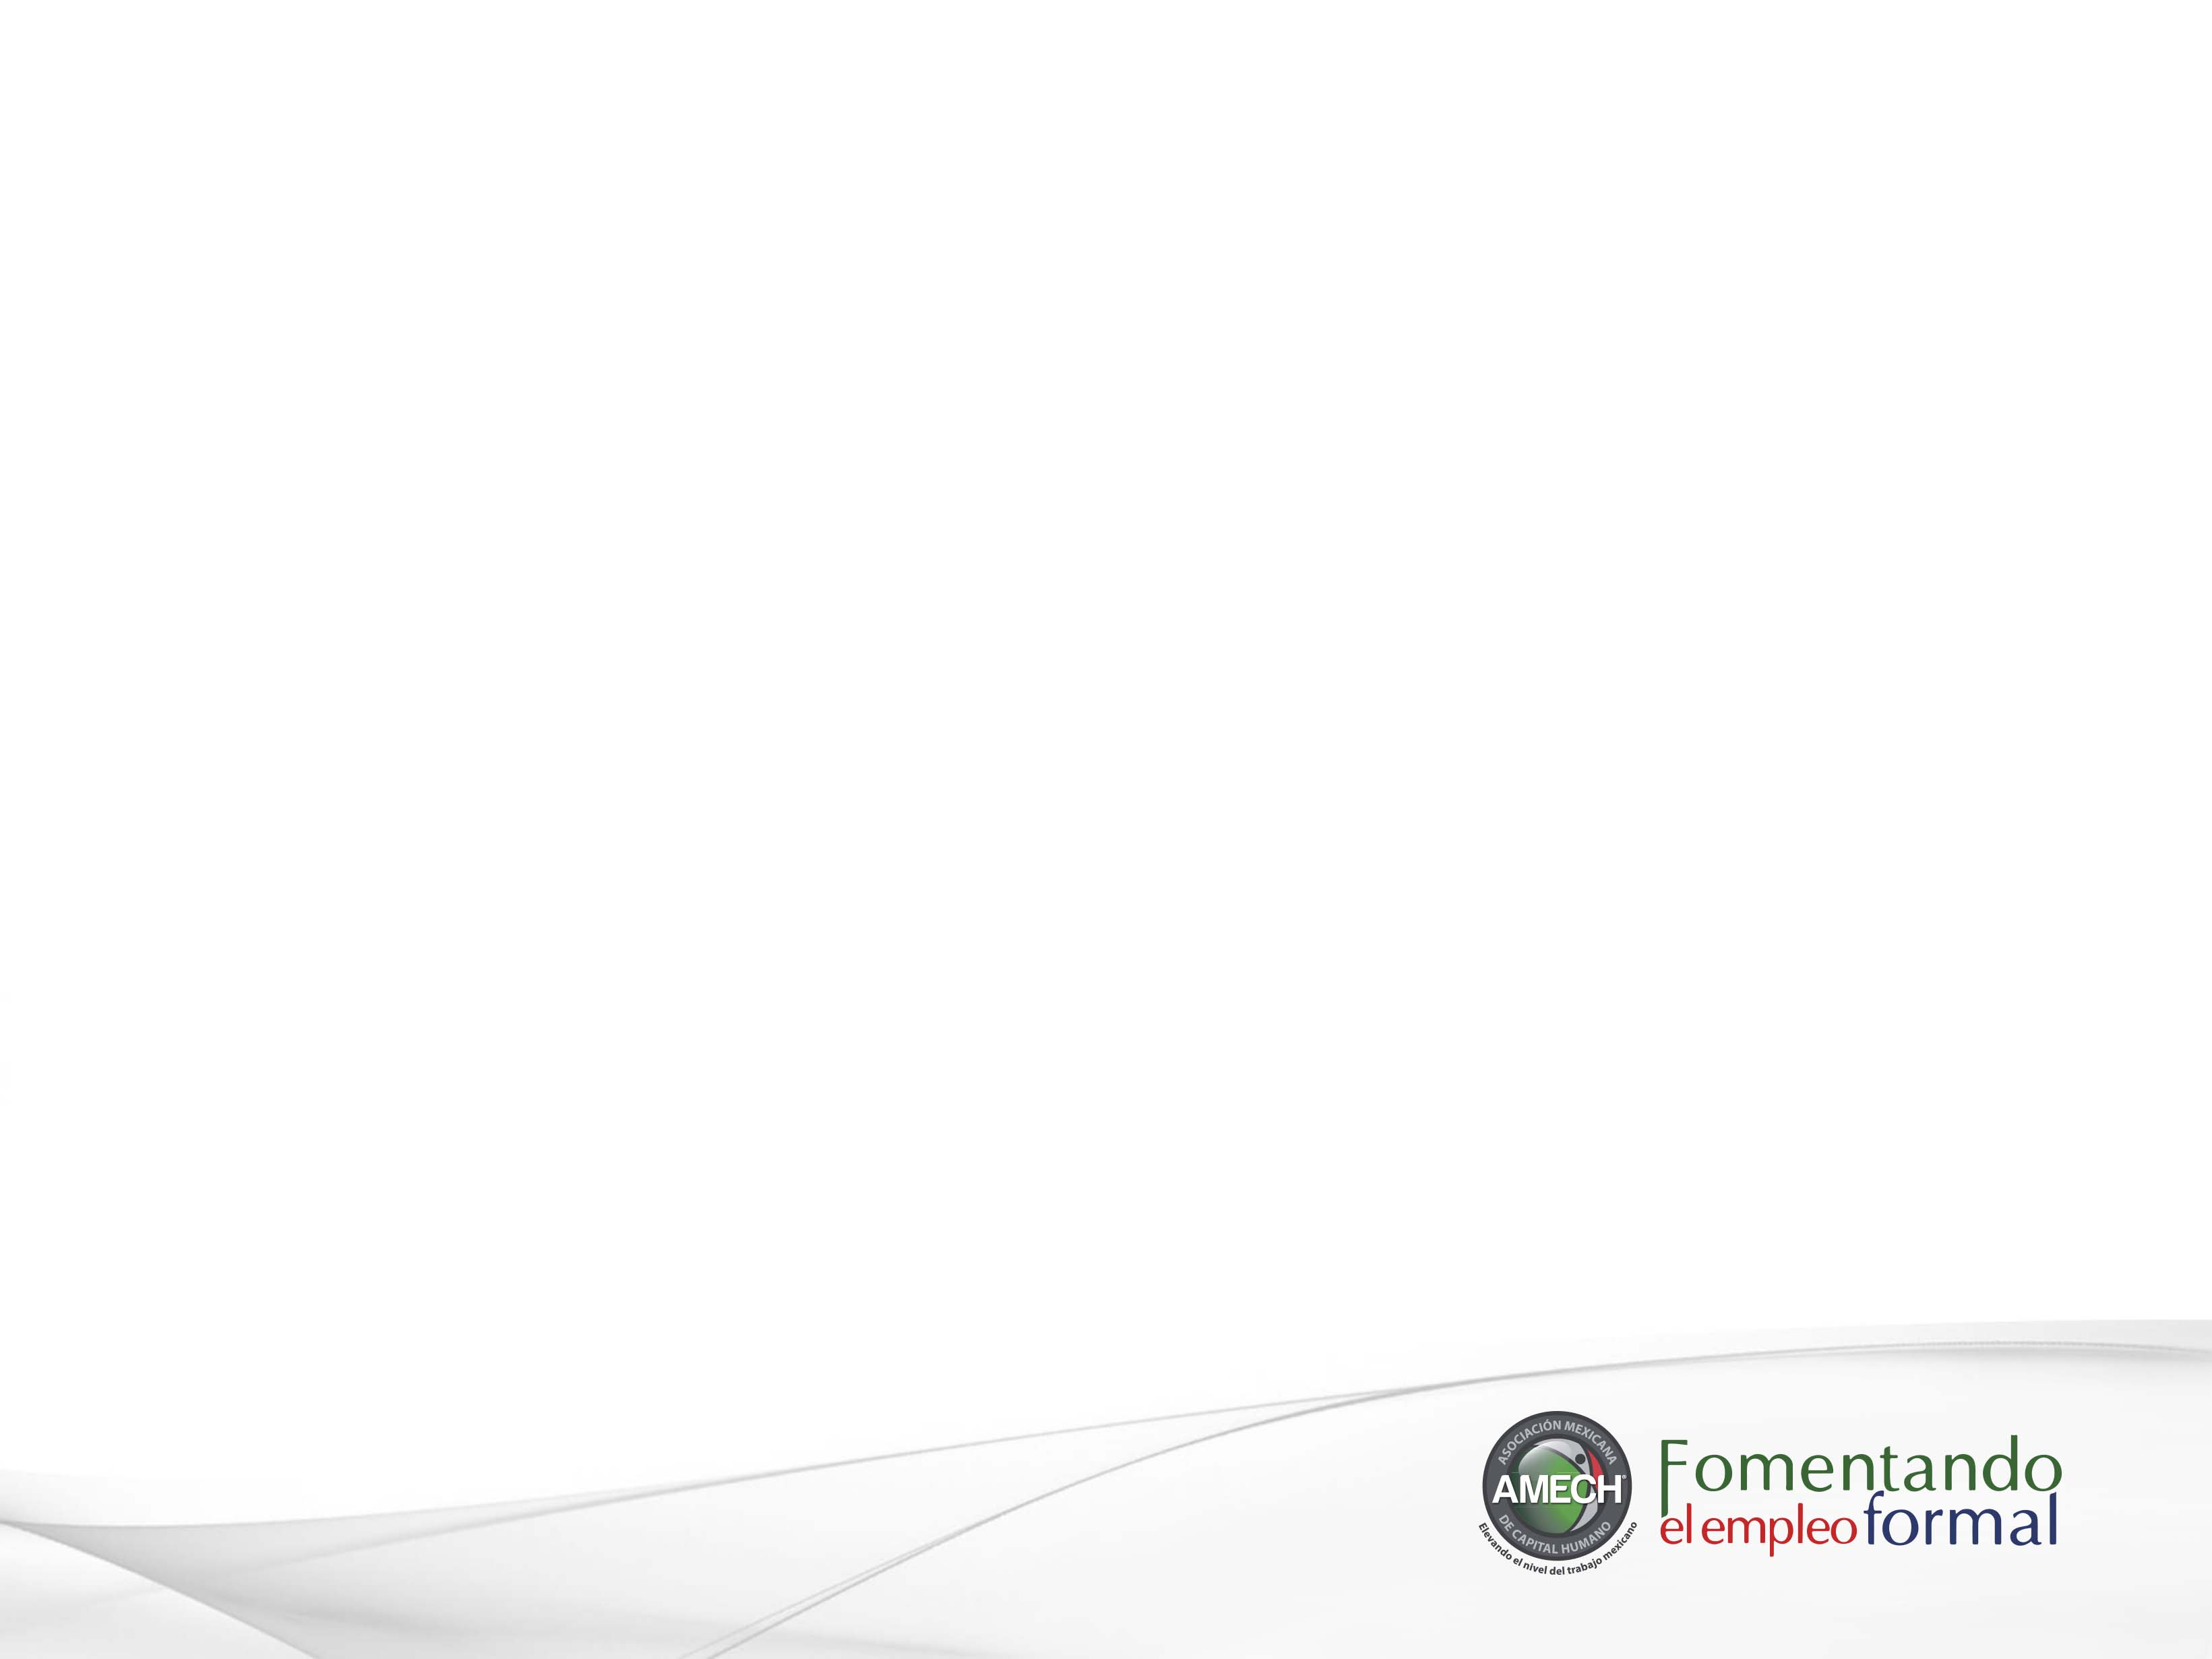 ASOCIACIÓN MEXICANA
AMECH®
DE CAPITAL HUMANO
Elevando el nivel del trabajo mexicano
Fomentando
el empleo formal